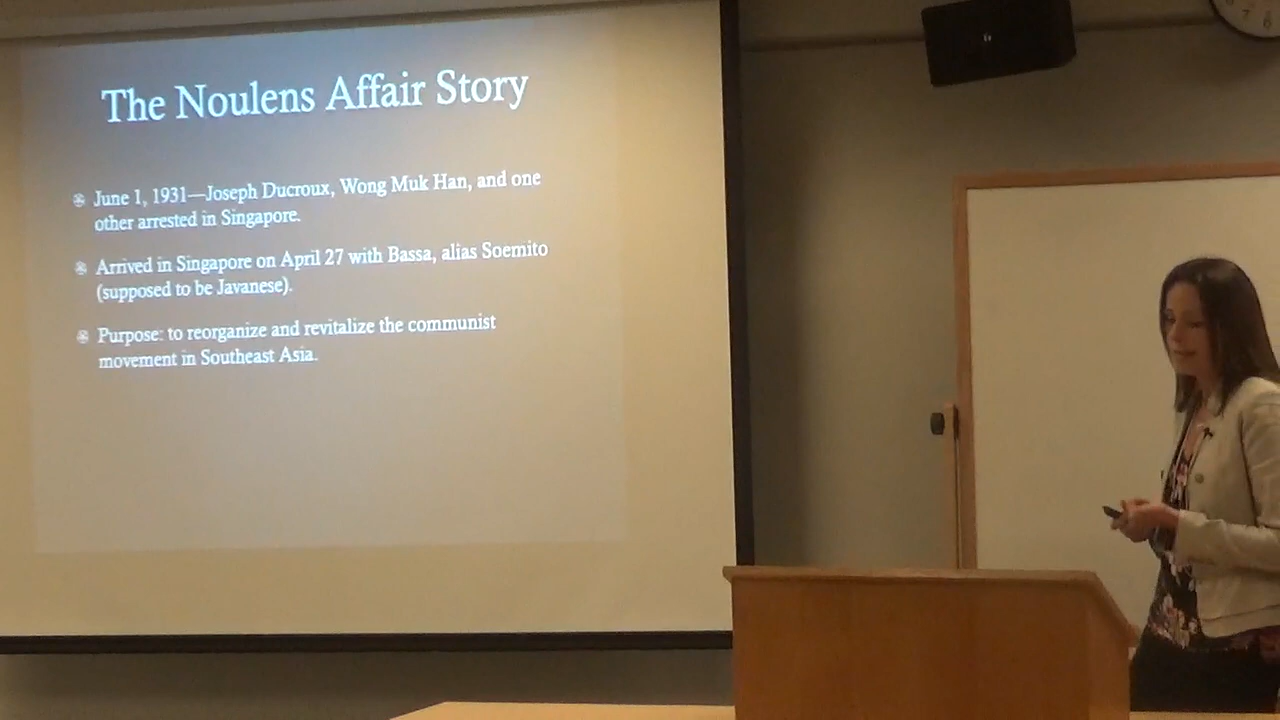 The Noulens Affair Story
June 1, 1931—Joseph Ducroux, Wong Muk Han, and one
other arrested in Singapore.
Arrived in Singapore on April 27 with Bassa, alias Soemito
(supposed to be Javanese).
Purpose: to reorganize and revitalize the communist
movement in Southeast Asia.